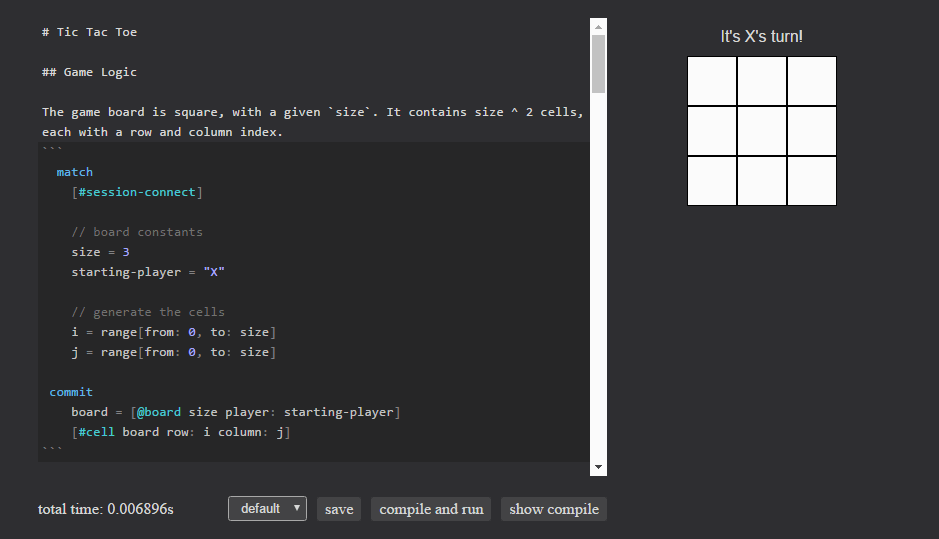 # Tic Tac Toe
## Game Logic
The game board is square, with a given `size`. It contains size ^ 2 cells,
each with a row and column index.
```
match
[#session-connect]
// board constants
size = 3
starting-player = "X"
// generate the cells
i = range[from: 0, to: size]
j = range[from: 0, to: size]
commit
board = [@board size player: starting-player]
[#cell board row: i column: j]
```
It's X's turn!
total time: 0.006896s
default
save
compile and run
show compile